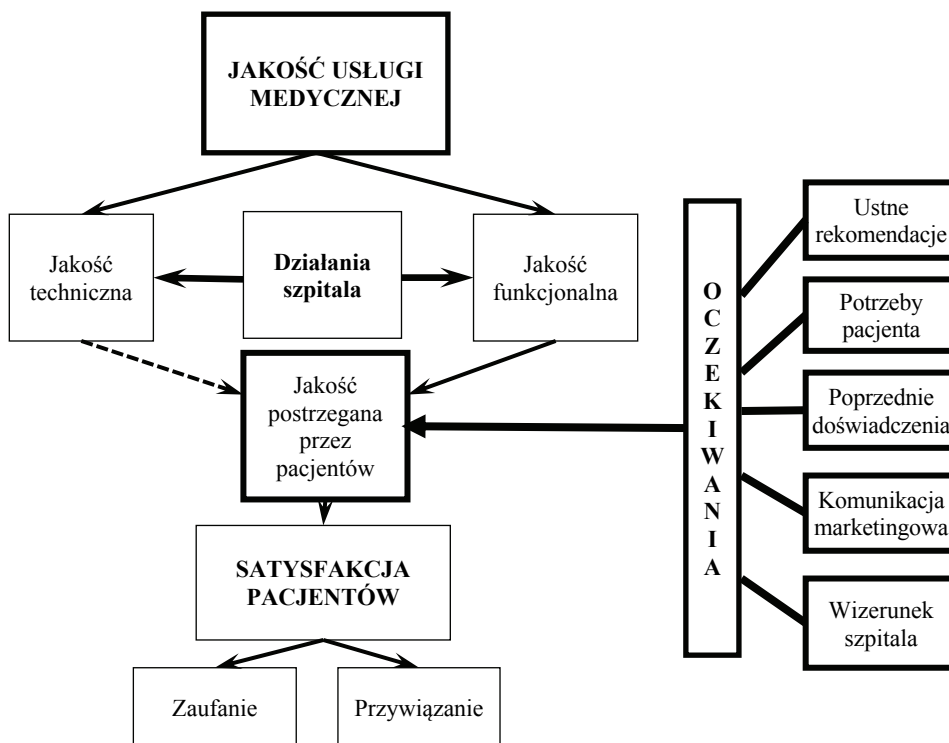 JAKOŚĆ USŁUGI
MEDYCZNEJ
Jakość
techniczna
Działania
szpitala
Jakość
funkcjonalna
Jakość
postrzegana
przez
pacjentów
SATYSFAKCJA
PACJENTÓW
Zaufanie
Przywiązanie
O
C
Z
E
K
I
W
A
N
I
A
Ustne
rekomendacje
Potrzeby
pacjenta
Poprzednie
doświadczenia
Komunikacja
marketingowa
Wizerunek
szpitala